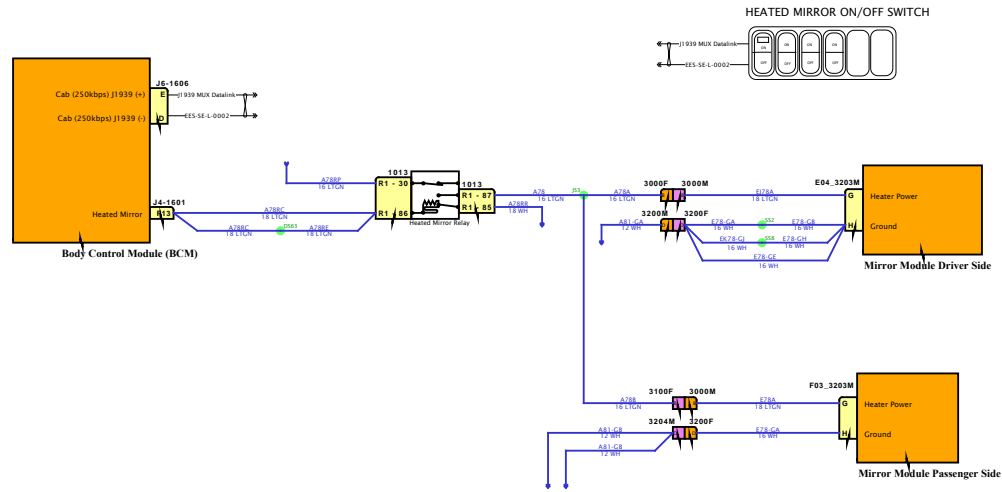 HEATED MIRROR ON/OFF SWITCH
J1939 MUX Datalink
EES-SE-L-0002
ON ON ON ON
OFF OFF OFF OFF
J6-1606
Cab (250kbps) J1939 (+) E J1939 MUX Datalink
Cab (250kbps) J1939 (-) D EES-SE-L-0002
Heated Mirror
J4-1601
F13
Body Control Module (BCM)
A78RP
16 LTGN
A78RC
18 LTGN
A78RC
18 LTGN
DS63
A78RE
18 LTGN
1013
R1 - 30
R1 - 86
1013
R1 - 87
R1 - 85
Heated Mirror Relay
A78
16 LTGN
A78RR
18 WH
JS3
A78A
16 LTGN
3000F 3000M
EJ78A
18 LTGN
3200M 3200F
A81-GA
12 WH
E78-GA
16 WH
SS2
E78-GB
16 WH
EK78-GJ
16 WH
SS8
E78-GH
16 WH
E78-GE
16 WH
E04_3203M
G Heater Power
H Ground
Mirror Module Driver Side
A78B
16 LTGN
3100F 3000M
E78A
18 LTGN
3204M 3200F
A81-GB
12 WH
A81-GB
12 WH
E78-GA
16 WH
F03_3203M
G Heater Power
H Ground
Mirror Module Passenger Side